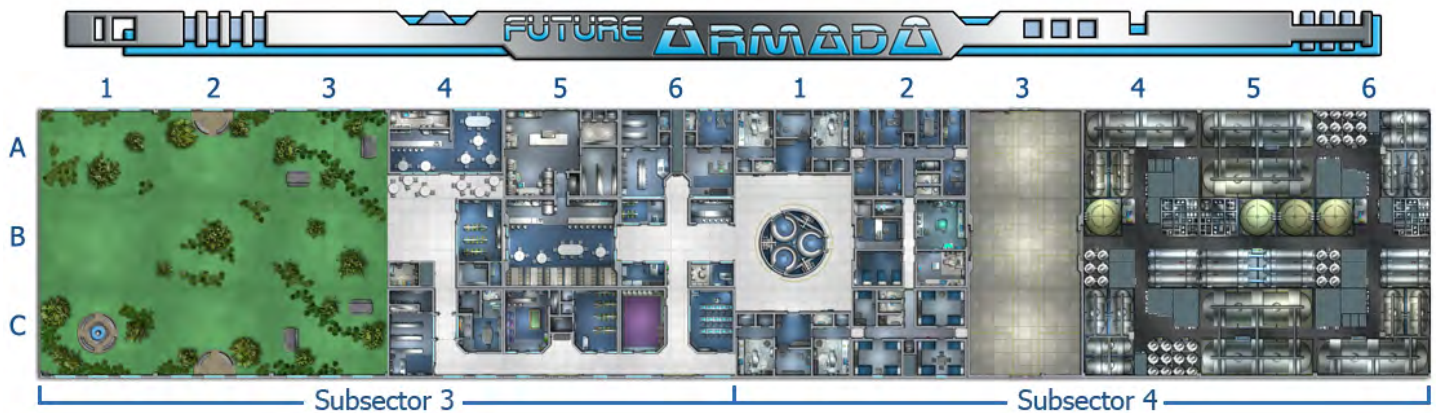 FUTURE ARMADA
1 2 3 4 5 6 1 2 3 4 5 6
A
B
C
Subsector 3 Subsector 4